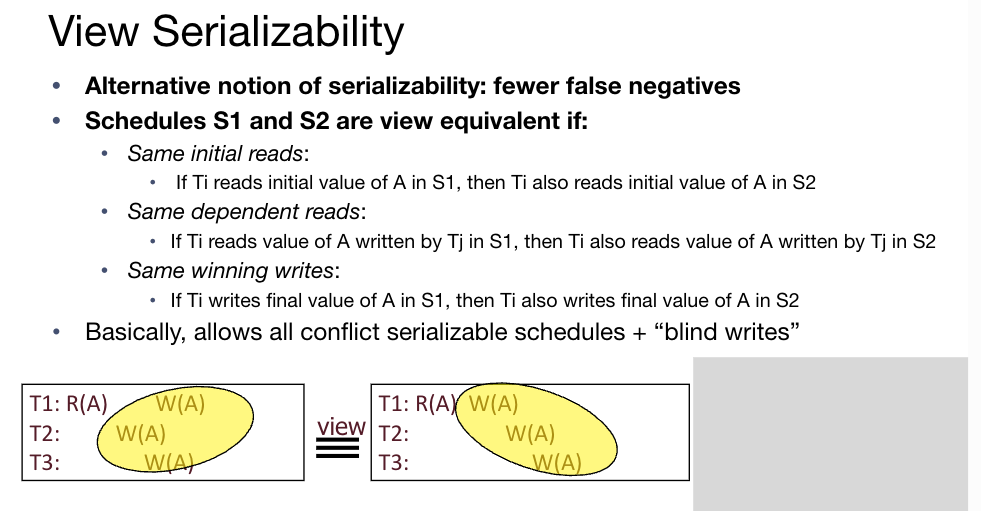 View Serializability
• Alternative notion of serializability: fewer false negatives
• Schedules S1 and S2 are view equivalent if:
• Same initial reads:
• If Ti reads initial value of A in S1, then Ti also reads initial value of A in S2
• Same dependent reads:
• If Ti reads value of A written by Tj in S1, then Ti also reads value of A written by Tj in S2
• Same winning writes:
• If Ti writes final value of A in S1, then Ti also writes final value of A in S2
• Basically, allows all conflict serializable schedules + “blind writes”
T1: R(A) W(A)
T2: W(A)
T3: W(A)
view
T1: R(A) W(A)
T2: W(A)
T3: W(A)